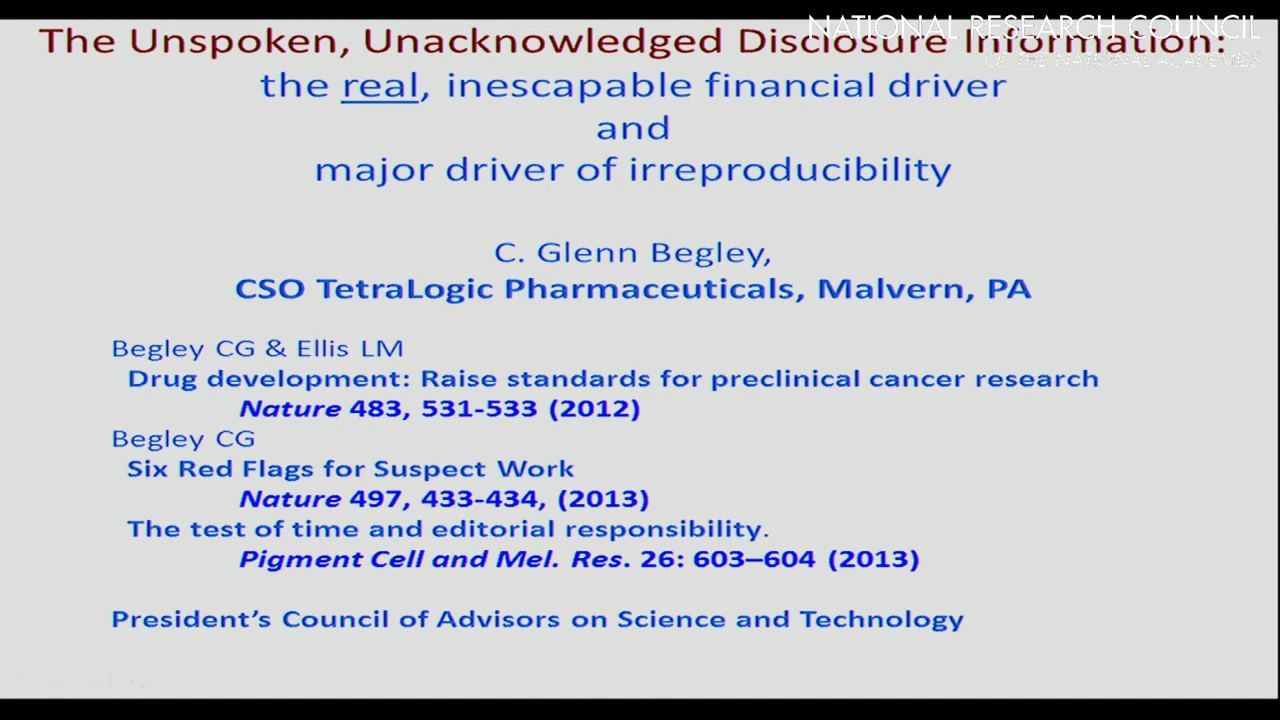 NATIONAL RESEARCH COUNCIL
OF THE NATIONAL ACADEMIES
The Unspoken, Unacknowledged Disclosure Information:
the real, inescapable financial driver
and
major driver of irreproducibility
C. Glenn Begley,
CSO TetraLogic Pharmaceuticals, Malvern, PA
Begley CG & Ellis LM
Drug development: Raise standards for preclinical cancer research
Nature 483, 531-533 (2012)
Begley CG
Six Red Flags for Suspect Work
Nature 497, 433-434, (2013)
The test of time and editorial responsibility.
Pigment Cell and Mel. Res. 26: 603–604 (2013)
President’s Council of Advisors on Science and Technology